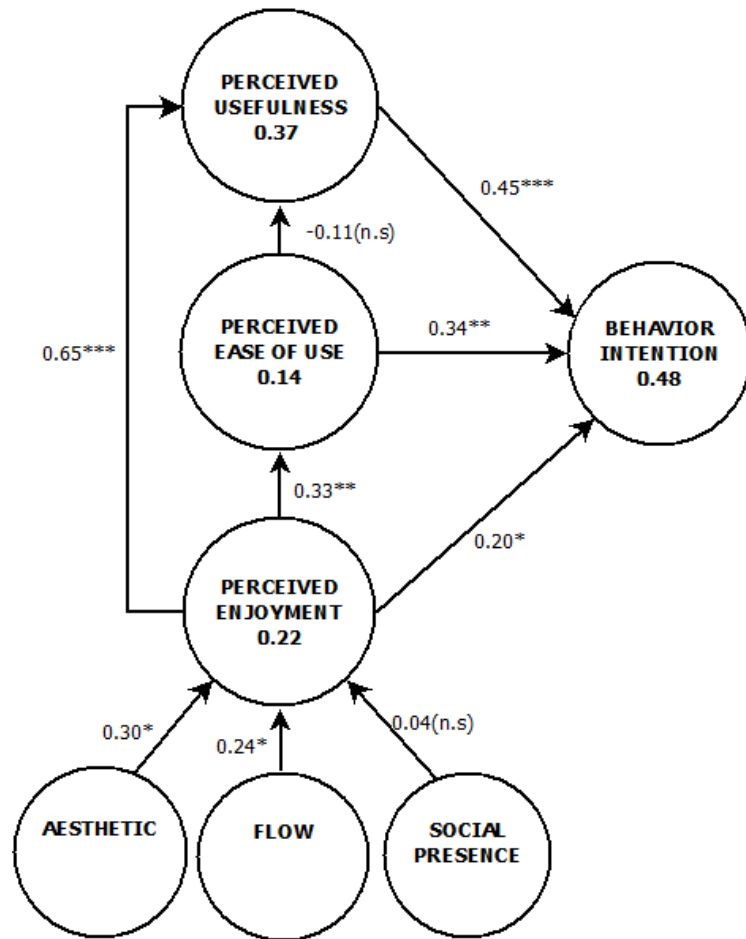 PERCEIVED
USEFULNESS
0.37
0.45***
-0.11(n.s)
PERCEIVED
EASE OF USE
0.14
0.34**
BEHAVIOR
INTENTION
0.48
0.65***
0.33**
0.20*
PERCEIVED
ENJOYMENT
0.22
0.30*
0.24*
0.04(n.s)
AESTHETIC
FLOW
SOCIAL
PRESENCE